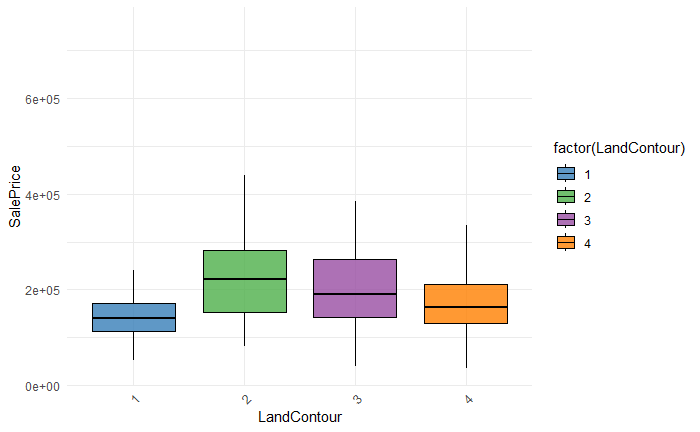 6e+05
4e+05
2e+05
0e+00
SalePrice
1
2
3
4
LandContour
factor(LandContour)
1
2
3
4